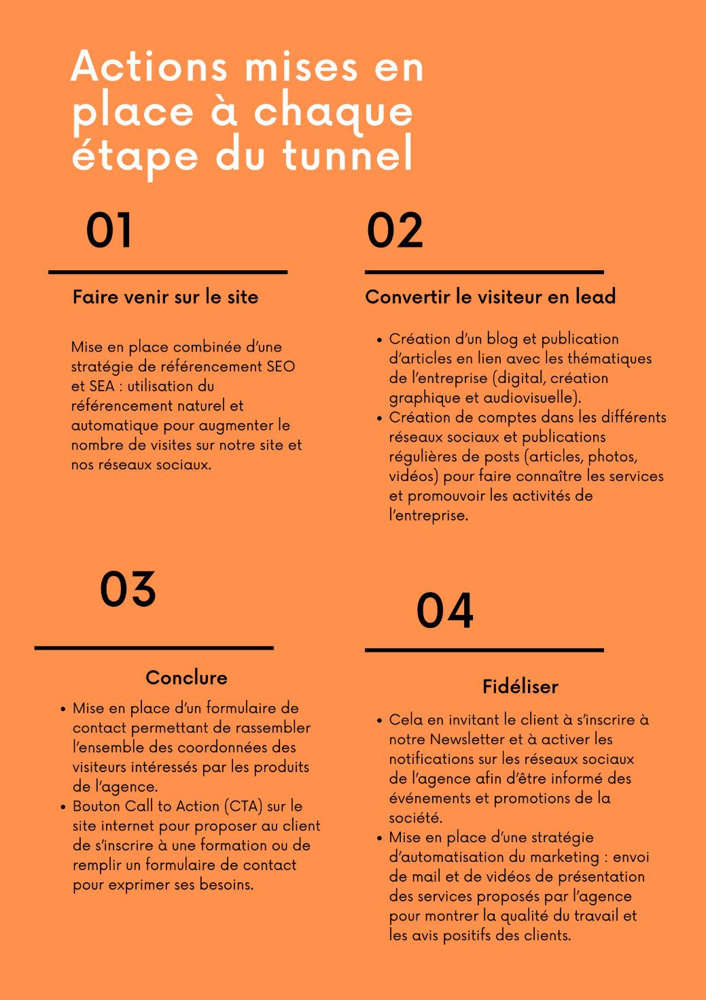 Actions mises en
place à chaque
étape du tunnel
01
Faire venir sur le site
Mise en place combinée d'une
stratégie de référencement SEO
et SEA : utilisation du
référencement naturel et
automatique pour augmenter le
nombre de visites sur notre site et
nos réseaux sociaux.
02
Convertir le visiteur en lead
• Création d'un blog et publication
d'articles en lien avec les thématiques
de l'entreprise (digital, création
graphique et audiovisuelle).
• Création de comptes dans les différents
réseaux sociaux et publications
régulières de posts (articles, photos,
vidéos) pour faire connaître les services
et promouvoir les activités de
l'entreprise.
03
Conclure
• Mise en place d'un formulaire de
contact permettant de rassembler
l'ensemble des coordonnées des
visiteurs intéressés par les produits
de l'agence.
• Bouton Call to Action (CTA) sur le
site internet pour proposer au client
de s'inscrire à une formation ou de
remplir un formulaire de contact
pour exprimer ses besoins.
04
Fidéliser
• Cela en invitant le client à s'inscrire à
notre Newsletter et à activer les
notifications sur les réseaux sociaux
de l'agence afin d'être informé des
événements et promotions de la
société.
• Mise en place d'une stratégie
d'automatisation du marketing : envoi
de mail et de vidéos de présentation
des services proposés par l'agence
pour montrer la qualité du travail et
les avis positifs des clients.